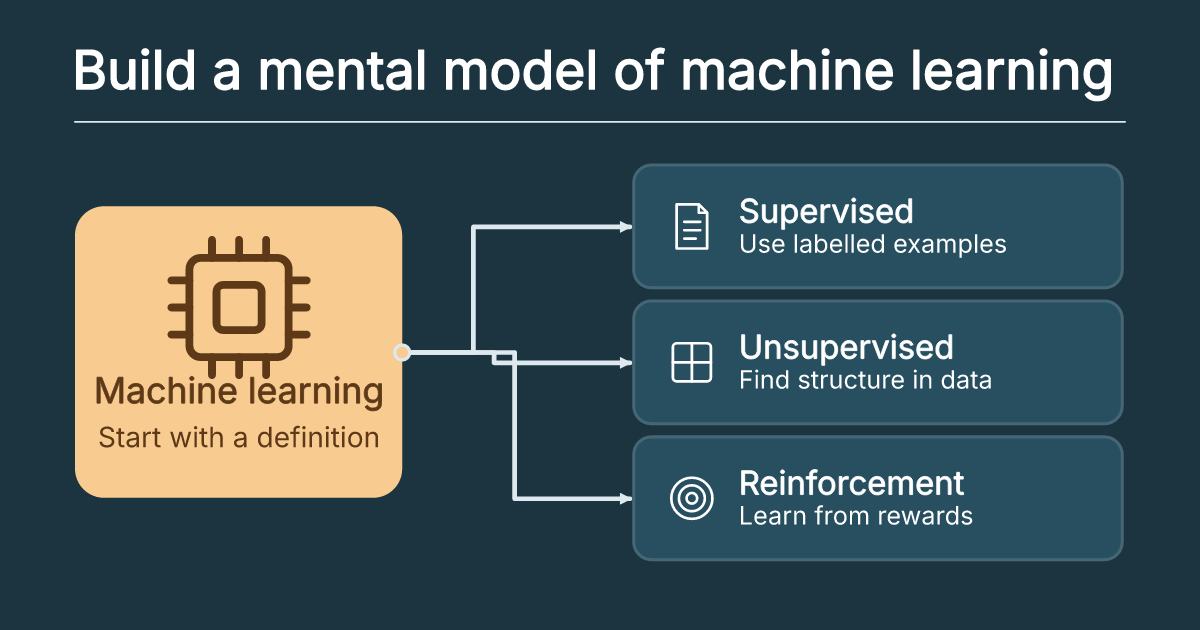 Build a mental model of machine learning
Machine learning
Start with a definition
Supervised
Use labelled examples
Unsupervised
Find structure in data
Reinforcement
Learn from rewards